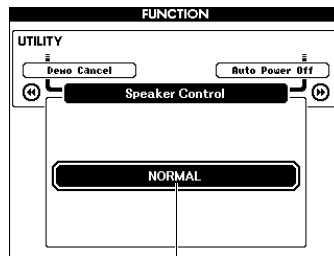 FUNCTION
UTILITY
Demo Cancel
Auto Power Off
Speaker Control
NORMAL